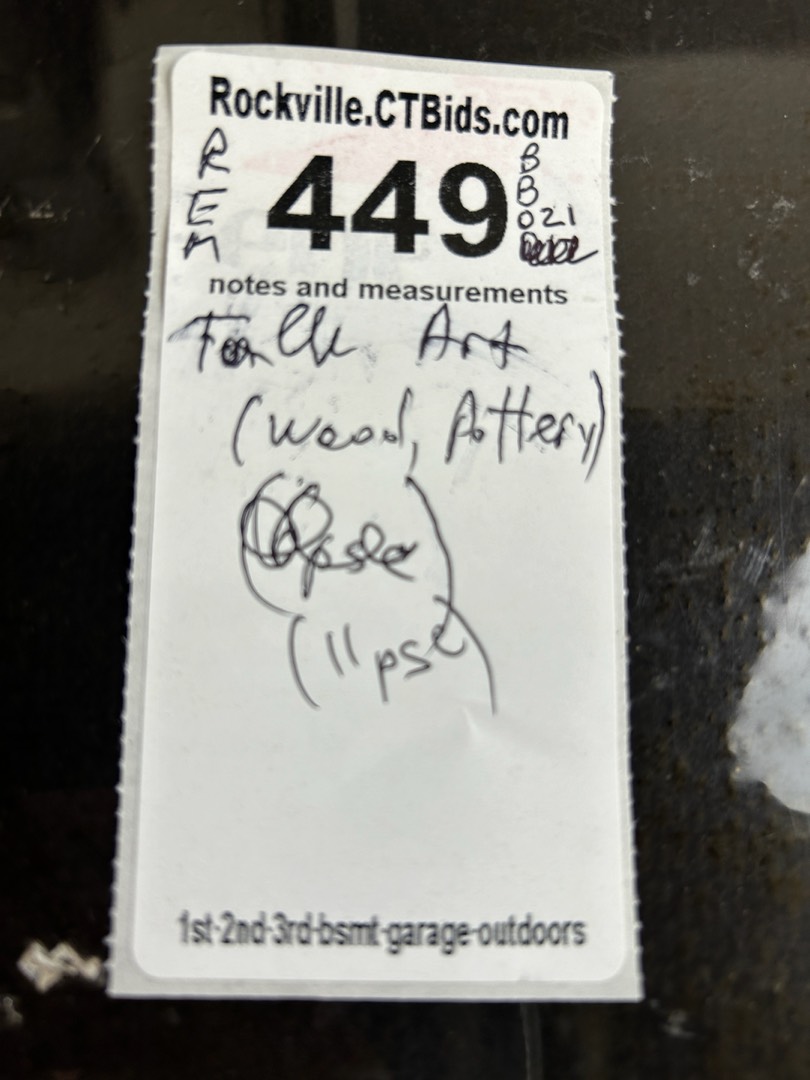 Rockville.CTBids.com
R
E
M
449
B
B
021
notes and measurements
Folk Art
(wood, Pottery)
(11 pse)
1st-2nd-3rd-bsmt-garage-outdoors